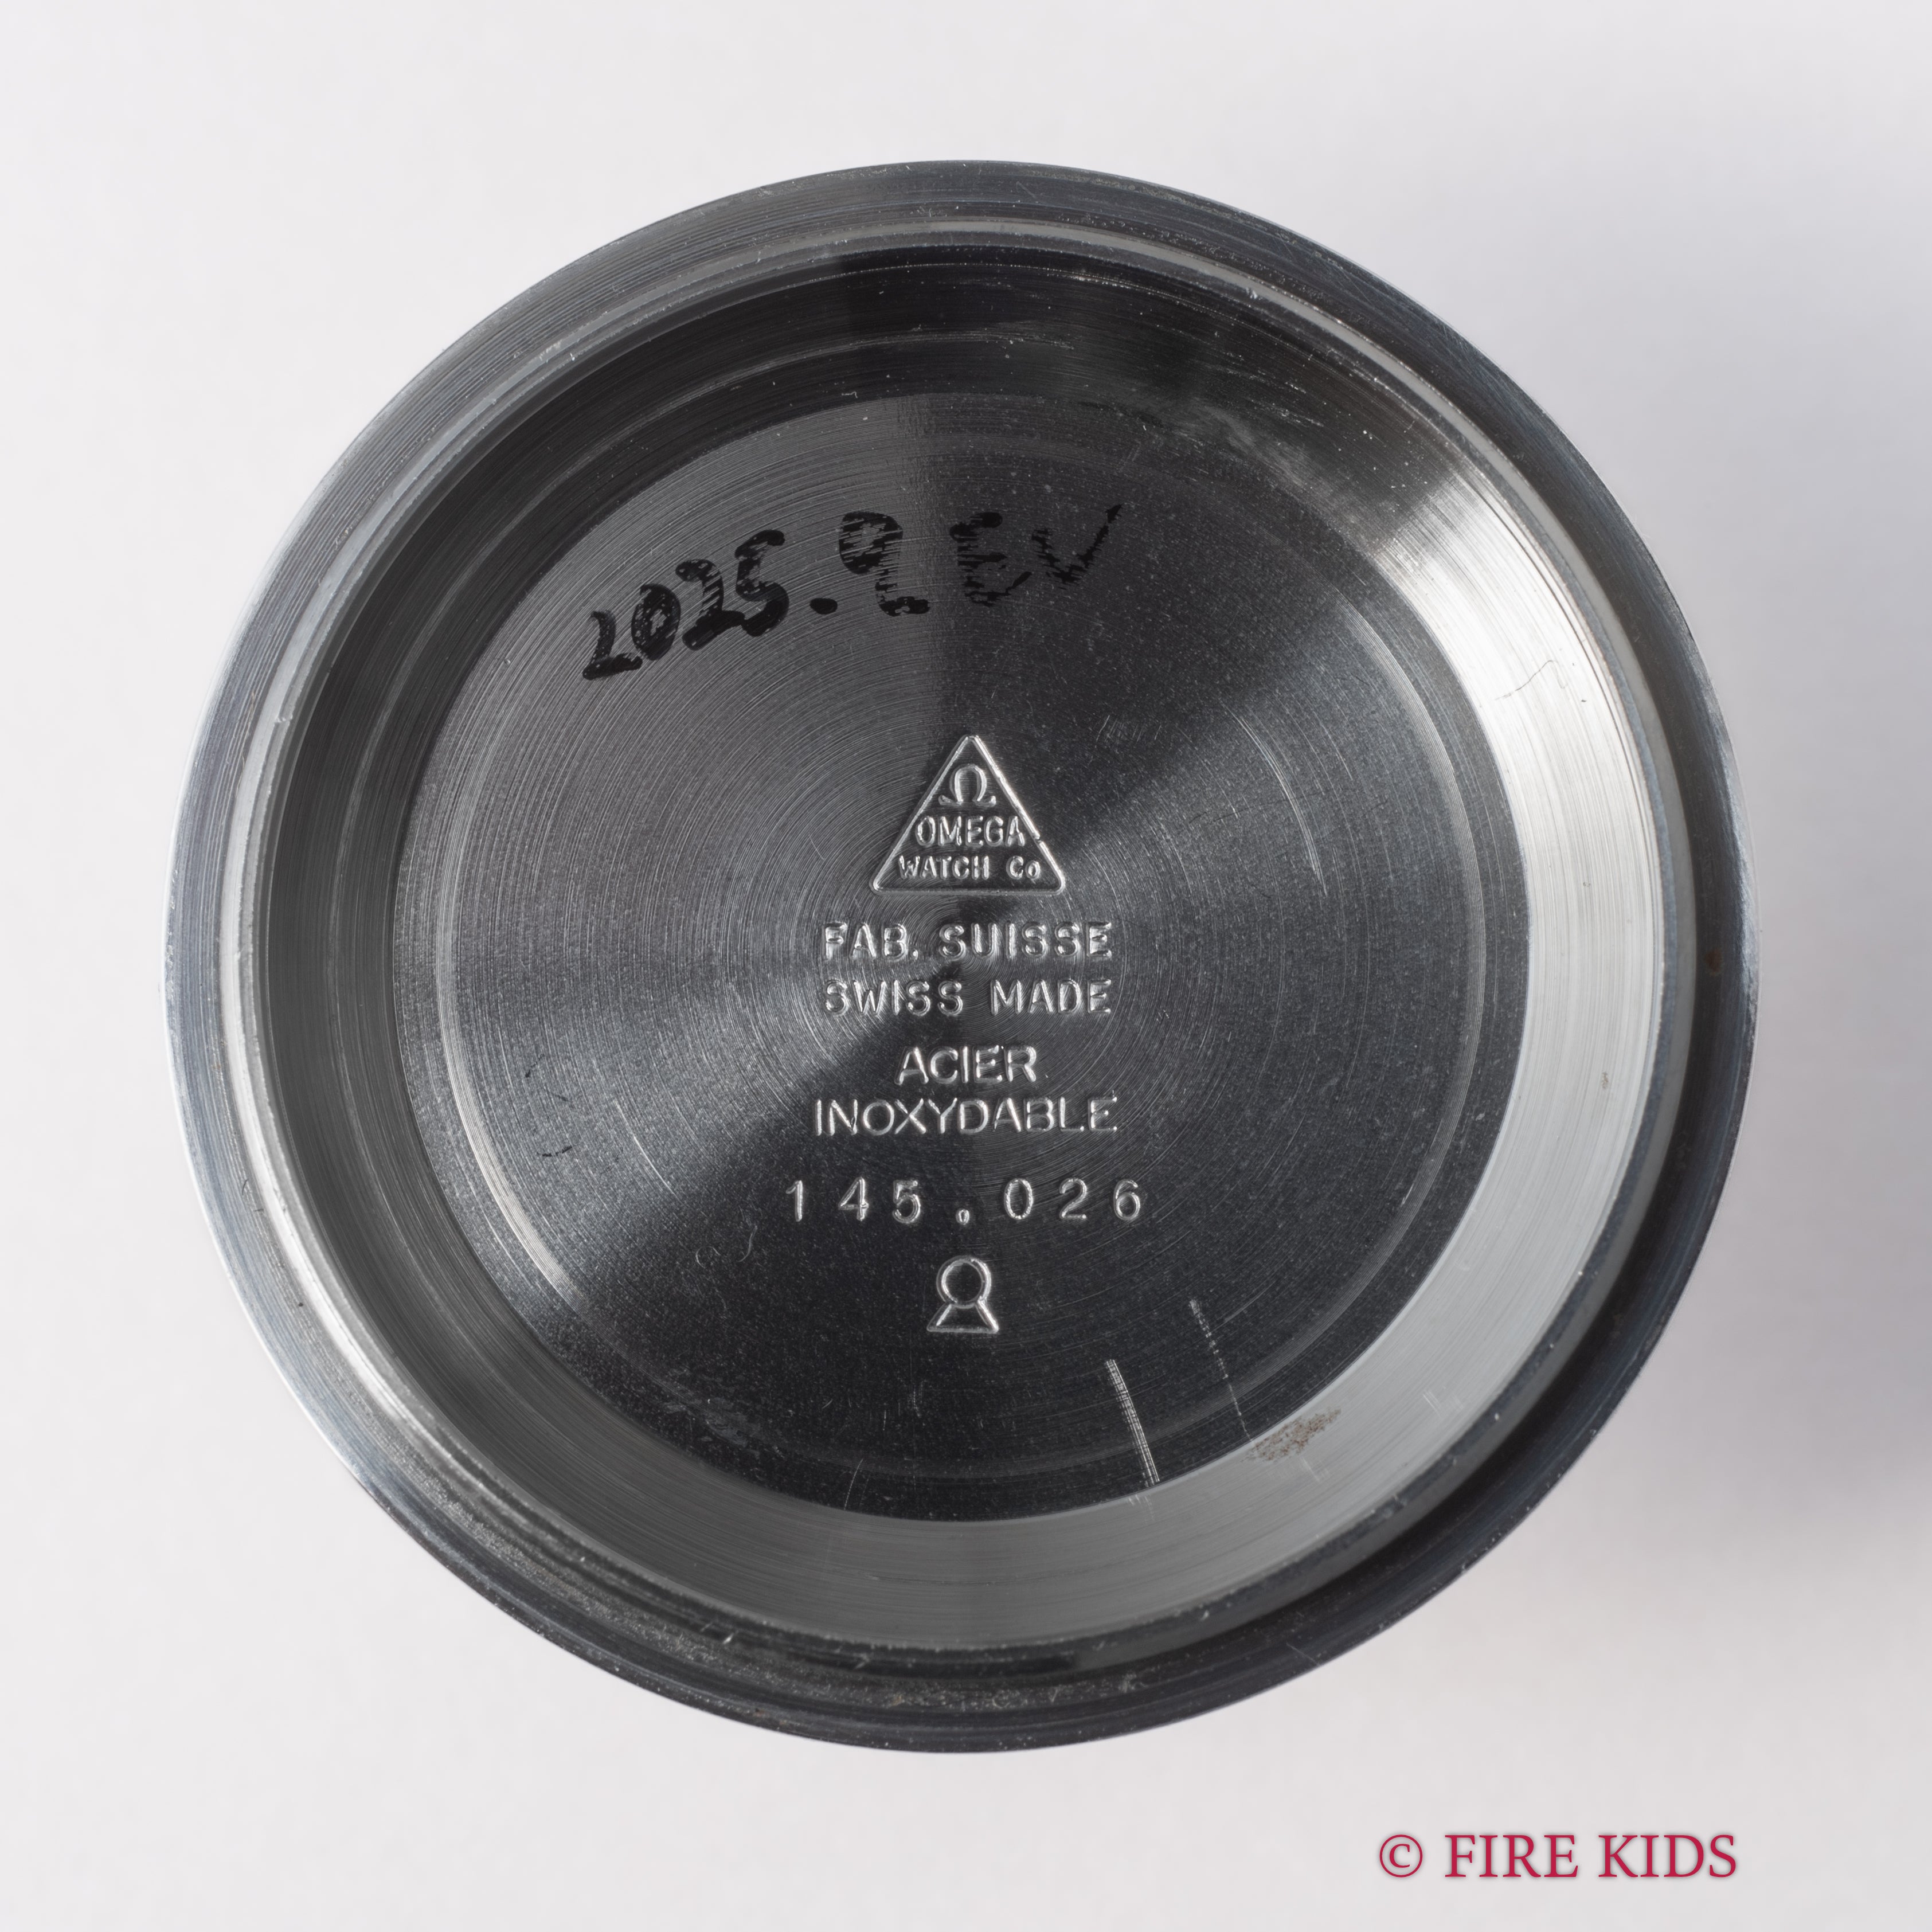 2025.9 EV
Ω
OMEGA
WATCH Co
FAB. SUISSE
SWISS MADE
ACIER
INOXYDABLE
145.026
© FIRE KIDS